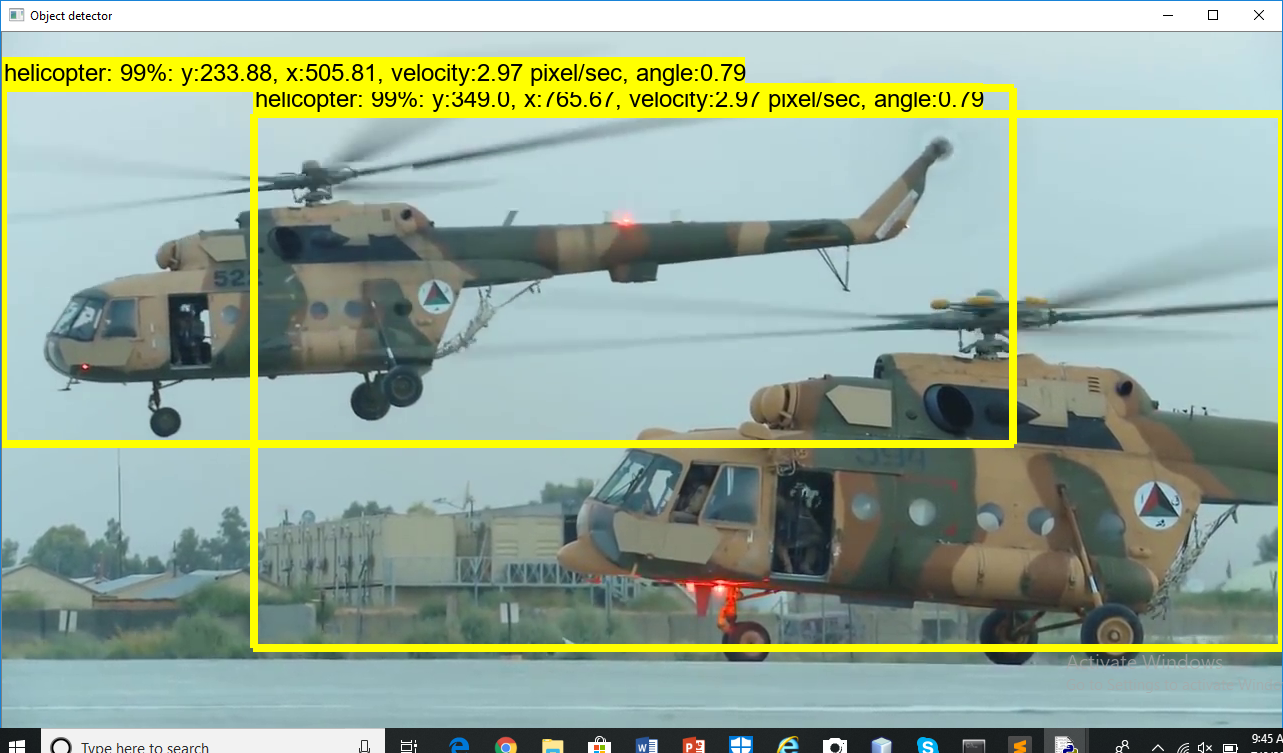 Object detector
helicopter: 99%: y:233.88, x:505.81, velocity:2.97 pixel/sec, angle:0.79
helicopter: 99%: y:349.0, x:765.67, velocity:2.97 pixel/sec, angle:0.79
522
Activate Windows
Type here to search
9:45 A